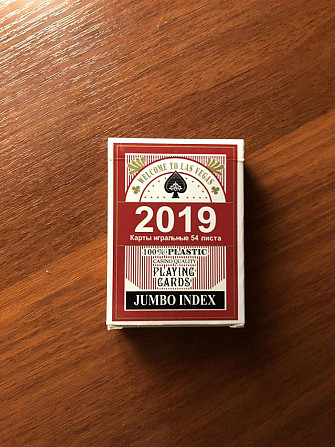 WELCOME TO LAS VEGAS
2019
Карты игральные 54 листа
100% PLASTIC
CASINO QUALITY
PLAYING
CARDS
JUMBO INDEX